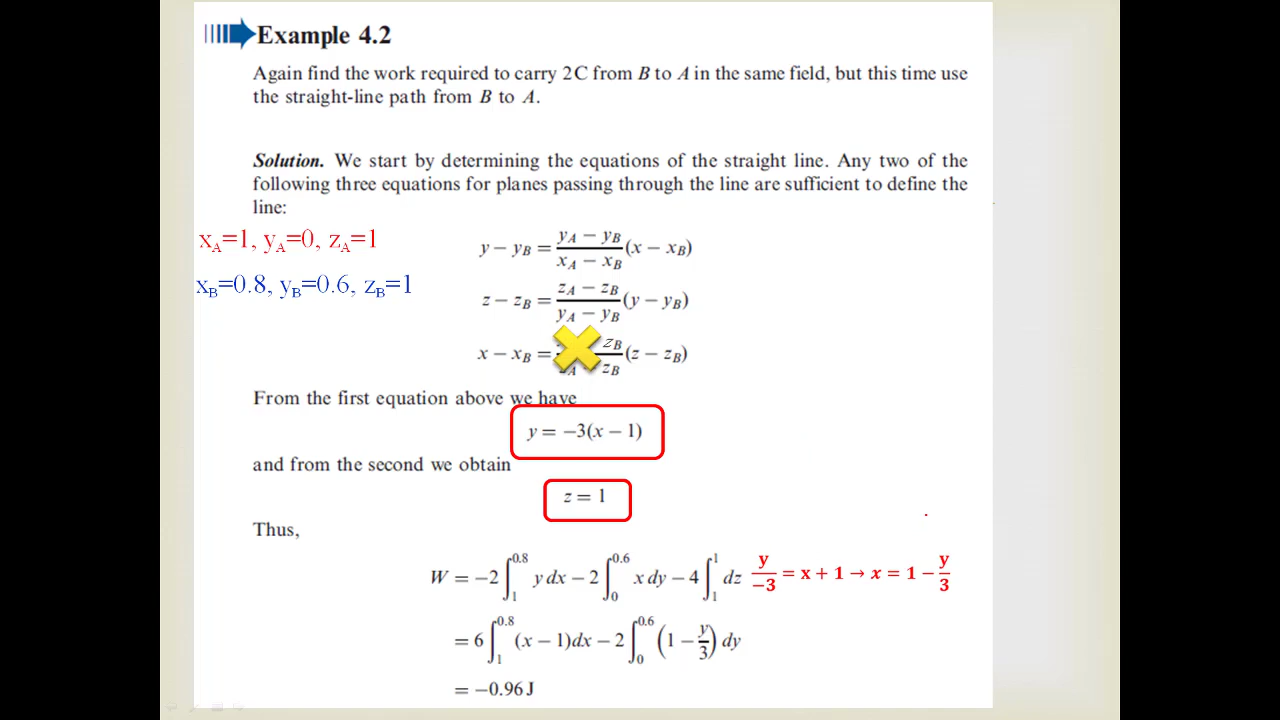 Example 4.2
Again find the work required to carry 2 C from B to A in the same field, but this time use
the straight-line path from B to A.
Solution. We start by determining the equations of the straight line. Any two of the
following three equations for planes passing through the line are sufficient to define the
line:
x_A=1, y_A=0, z_A=1
x_B=0.8, y_B=0.6, z_B=1
y − y_B = (y_A − y_B)/(x_A − x_B) (x − x_B)
z − z_B = (z_A − z_B)/(y_A − y_B) (y − y_B)
x − x_B = z_B / z_A z_B (z − z_B)
From the first equation above we have
y = −3(x − 1)
and from the second we obtain
z = 1
Thus,
W = −2 ∫_1^0.8 y dx − 2 ∫_0^0.6 x dy − 4 ∫_1^1 dz
y/−3 = x + 1 → x = 1 − y/3
= 6 ∫_1^0.8 (x − 1)dx − 2 ∫_0^0.6 (1 − y/3) dy
= −0.96 J